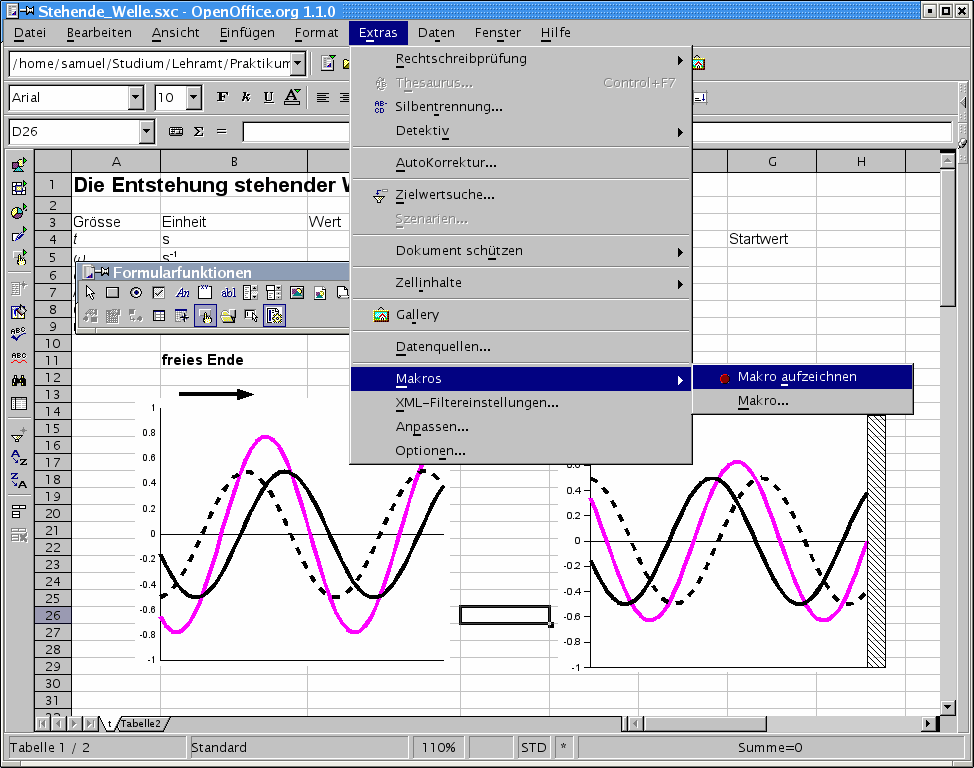 Stehende_Welle.sxc - OpenOffice.org 1.1.0
Datei Bearbeiten Ansicht Einfügen Format Extras Daten Fenster Hilfe
/home/samuel/Studium/Lehramt/Praktikum
Arial 10 F k U A
D26 Σ =
Rechtschreibprüfung
Thesaurus... Control+F7
Silbentrennung...
Detektiv
AutoKorrektur...
Zielwertsuche...
Szenarien...
Dokument schützen
Zellinhalte
Gallery
Datenquellen...
Makros
XML-Filtereinstellungen...
Anpassen...
Optionen...
Makro aufzeichnen
Makro...
A B G H
1 Die Entstehung stehender W
2
3 Grösse Einheit Wert
4 t s Startwert
5 ω s⁻¹
6
7
8
9
Formularfunktionen
10
11 freies Ende
12
13
14
15
16
17
18
19
20
21
22
23
24
25
26
27
28
29
30
31
1
0.8
0.6
0.4
0.2
0
-0.2
-0.4
-0.6
-0.8
-1
0.4
0.2
0
-0.2
-0.4
-0.6
-0.8
-1
t Tabelle2
Tabelle 1 / 2 Standard 110% STD * Summe=0